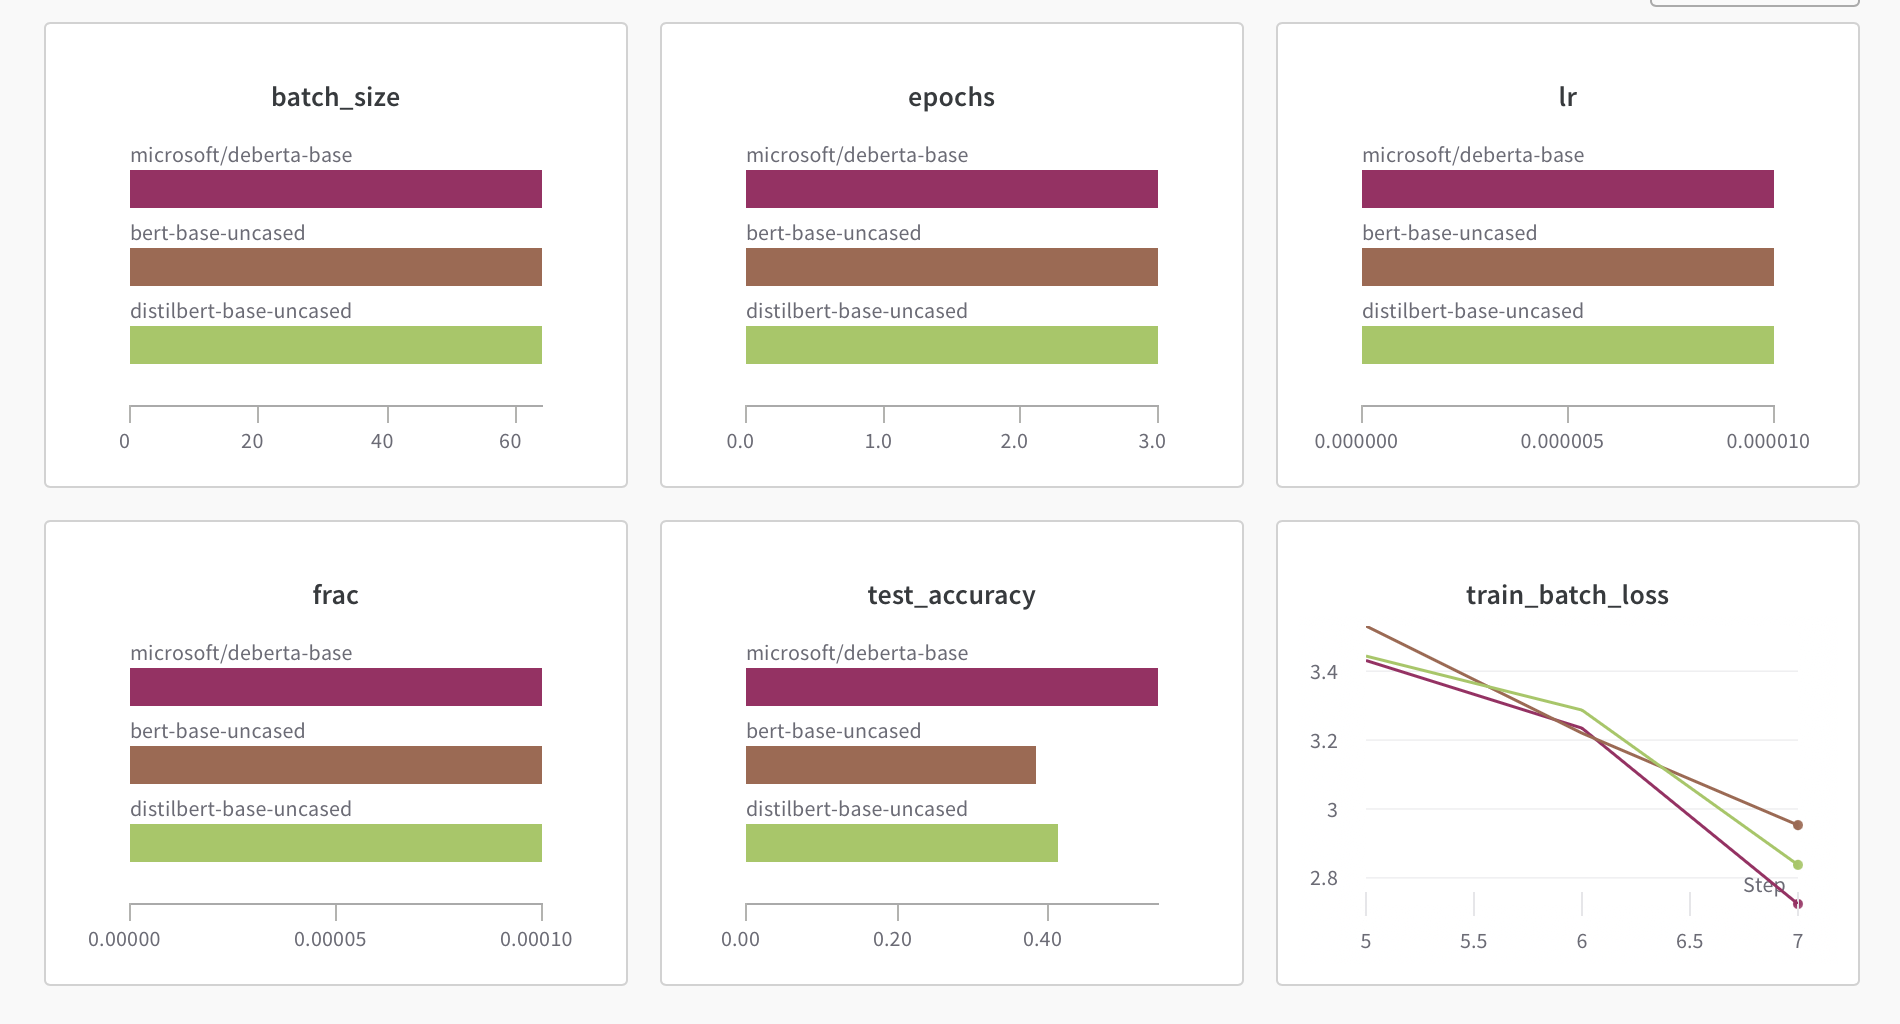 batch_size
microsoft/deberta-base
bert-base-uncased
distilbert-base-uncased
0 20 40 60
epochs
microsoft/deberta-base
bert-base-uncased
distilbert-base-uncased
0.0 1.0 2.0 3.0
lr
microsoft/deberta-base
bert-base-uncased
distilbert-base-uncased
0.000000 0.000005 0.000010
frac
microsoft/deberta-base
bert-base-uncased
distilbert-base-uncased
0.00000 0.00005 0.00010
test_accuracy
microsoft/deberta-base
bert-base-uncased
distilbert-base-uncased
0.00 0.20 0.40
train_batch_loss
3.4
3.2
3
2.8
Step
5 5.5 6 6.5 7